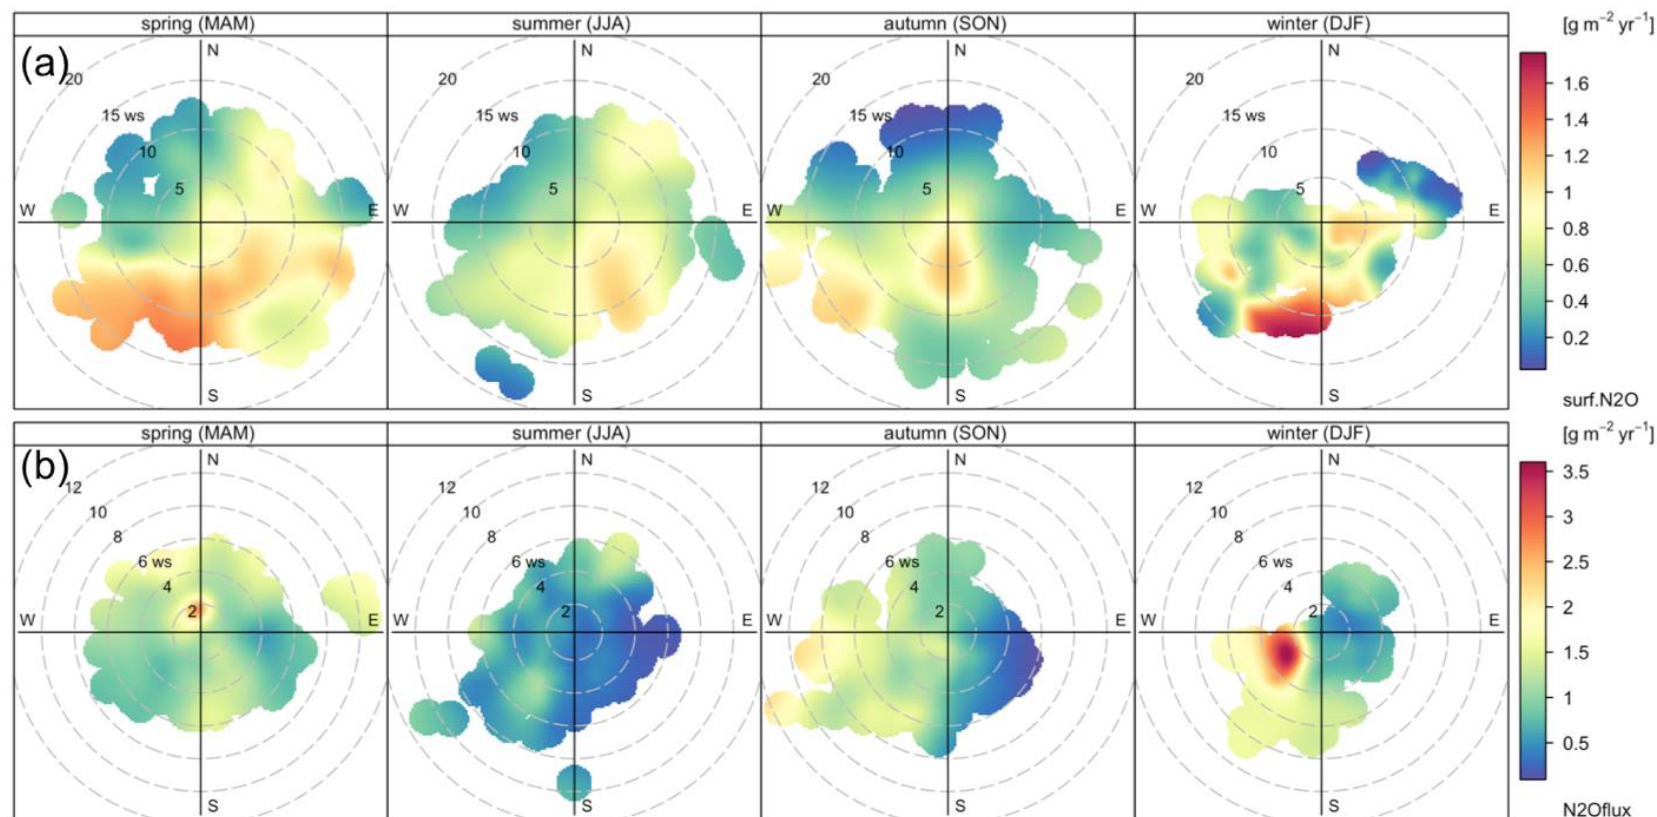 spring (MAM) summer (JJA) autumn (SON) winter (DJF) [g m⁻² yr⁻¹]
(a)
N N N N
20 20 20 20
15 ws 15 ws 15 ws 15 ws
10 10 10 10
5 5 5 5
W E W E W E W E
S S S S
1.6
1.4
1.2
1
0.8
0.6
0.4
0.2
surf.N2O
spring (MAM) summer (JJA) autumn (SON) winter (DJF) [g m⁻² yr⁻¹]
(b)
N N N N
12 12 12 12
10 10 10 10
8 8 8 8
6 ws 6 ws 6 ws 6 ws
4 4 4 4
2 2 2 2
W E W E W E W E
S S S S
3.5
3
2.5
2
1.5
1
0.5
N2Oflux